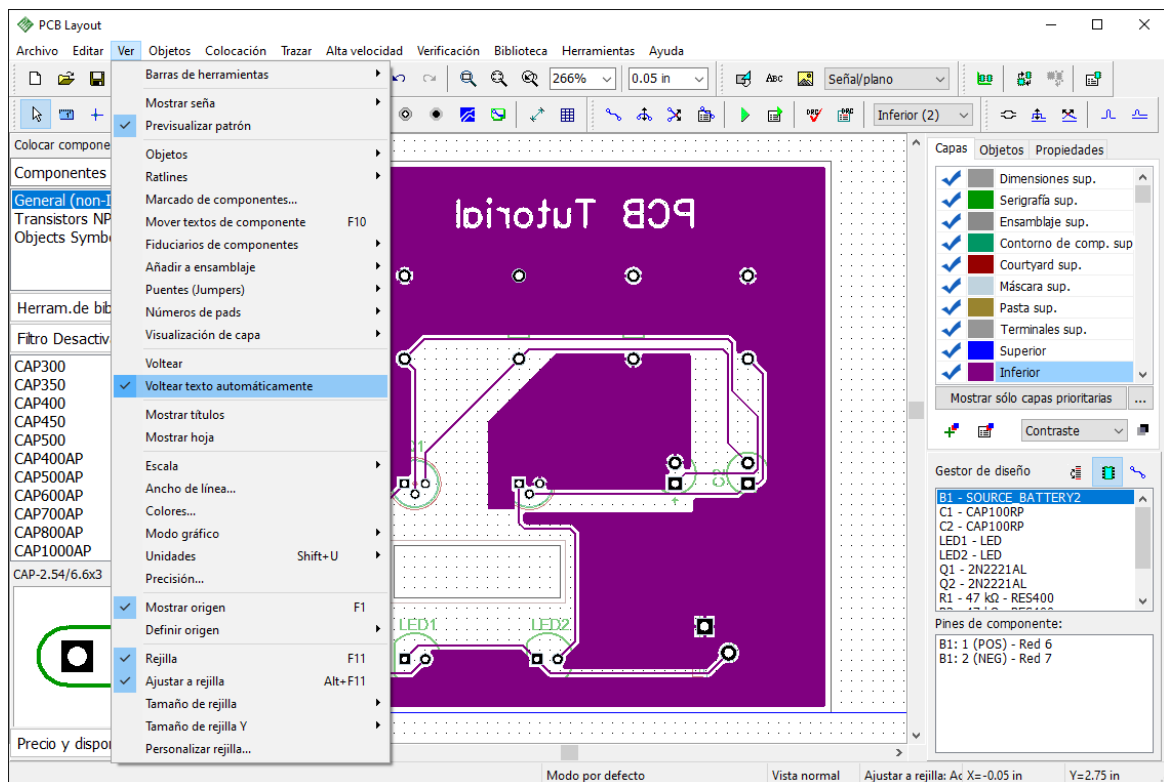 PCB Layout
Archivo Editar Ver Objetos Colocación Trazar Alta velocidad Verificación Biblioteca Herramientas Ayuda
266% 0.05 in ABC Señal/plano
Inferior (2)
Colocar compone
Componentes
General (non-I
Transistors NP
Objects Symb
Herram.de bib
Filtro Desactiv
CAP300
CAP350
CAP400
CAP450
CAP500
CAP400AP
CAP500AP
CAP600AP
CAP700AP
CAP800AP
CAP1000AP
CAP-2.54/6.6x3
Precio y dispor
Barras de herramientas
Mostrar seña
Previsualizar patrón
Objetos
Ratlines
Marcado de componentes...
Mover textos de componente F10
Fiduciarios de componentes
Añadir a ensamblaje
Puentes (Jumpers)
Números de pads
Visualización de capa
Voltear
Voltear texto automáticamente
Mostrar títulos
Mostrar hoja
Escala
Ancho de línea...
Colores...
Modo gráfico
Unidades Shift+U
Precisión...
Mostrar origen F1
Definir origen
Rejilla F11
Ajustar a rejilla Alt+F11
Tamaño de rejilla
Tamaño de rejilla Y
Personalizar rejilla...
PCB Tutorial
LED1 LED2
Capas Objetos Propiedades
Dimensiones sup.
Serigrafía sup.
Ensamblaje sup.
Contorno de comp. sup
Courtyard sup.
Máscara sup.
Pasta sup.
Terminales sup.
Superior
Inferior
Mostrar sólo capas prioritarias ...
Contraste
Gestor de diseño
B1 - SOURCE_BATTERY2
C1 - CAP100RP
C2 - CAP100RP
LED1 - LED
LED2 - LED
Q1 - 2N2221AL
Q2 - 2N2221AL
R1 - 47 kΩ - RES400
Pines de componente:
B1: 1 (POS) - Red 6
B1: 2 (NEG) - Red 7
Modo por defecto Vista normal Ajustar a rejilla: Ac X=-0.05 in Y=2.75 in